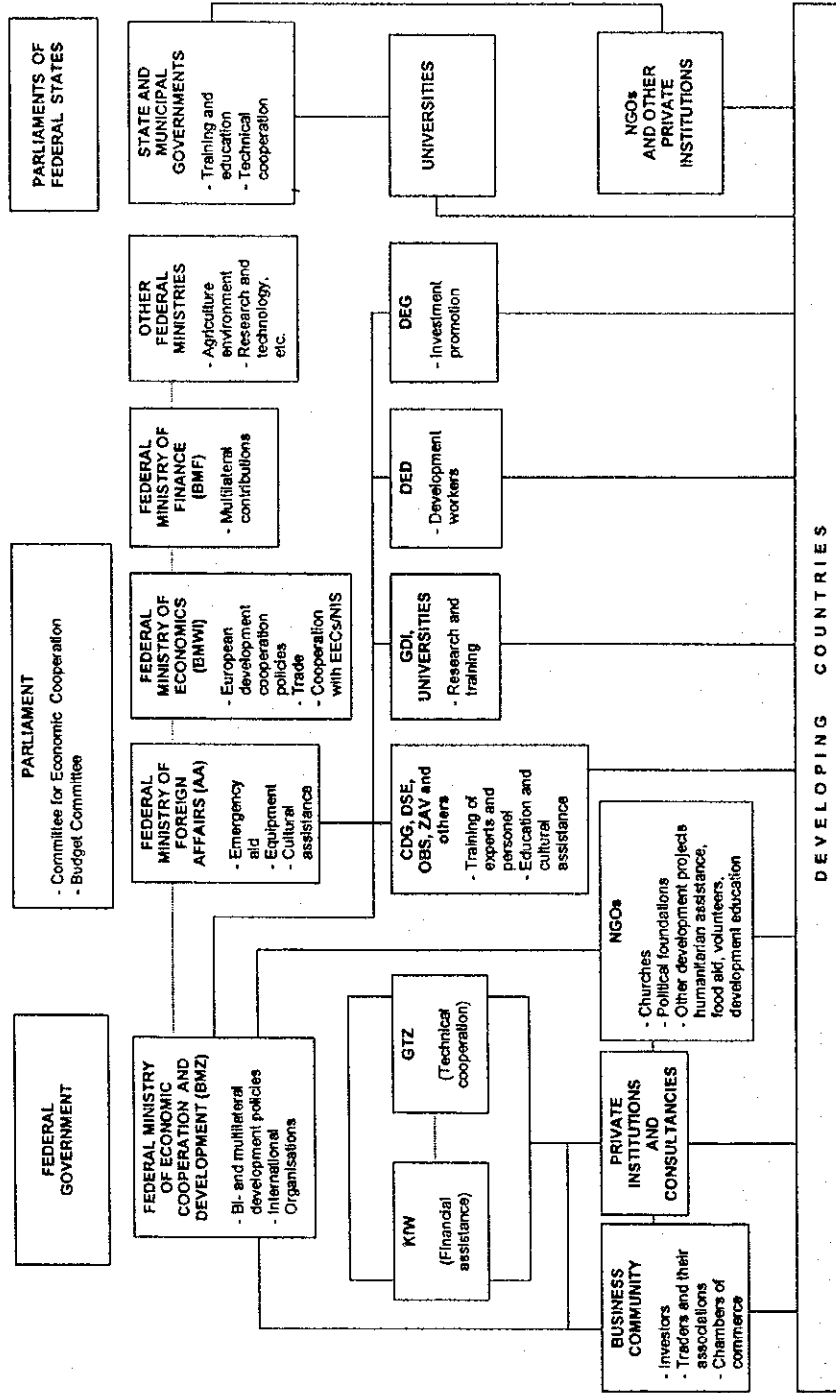 FEDERAL
GOVERNMENT
PARLIAMENT
- Committee for Economic Cooperation
- Budget Committee
PARLIAMENTS OF
FEDERAL STATES
FEDERAL MINISTRY
OF ECONOMIC
COOPERATION AND
DEVELOPMENT (BMZ)
- Bi- and multilateral
development policies
- International
Organisations
FEDERAL
MINISTRY OF
FOREIGN
AFFAIRS (AA)
- Emergency
aid
- Equipment
- Cultural
assistance
FEDERAL
MINISTRY OF
ECONOMICS
(BMWI)
- European
development
cooperation
policies
- Trade
- Cooperation
with EECs/NIS
FEDERAL
MINISTRY OF
FINANCE
(BMF)
- Multilateral
contributions
OTHER
FEDERAL
MINISTRIES
- Agriculture
environment
- Research and
technology,
etc.
STATE AND
MUNICIPAL
GOVERNMENTS
- Training and
education
- Technical
cooperation
KfW
(Financial
assistance)
GTZ
(Technical
cooperation)
CDG, DSE,
OBS, ZAV and
others
- Training of
experts and
personel
- Education and
cultural
assistance
GDI,
UNIVERSITIES
- Research and
training
DED
- Development
workers
DEG
- Investment
promotion
UNIVERSITIES
BUSINESS
COMMUNITY
- Investors
- Traders and their
associations
- Chambers of
commerce
PRIVATE
INSTITUTIONS
AND
CONSULTANCIES
NGOs
- Churches
- Political foundations
- Other development projects
humanitarian assistance,
food aid, volunteers,
development education
NGOs
AND OTHER
PRIVATE
INSTITUTIONS
DEVELOPING COUNTRIES